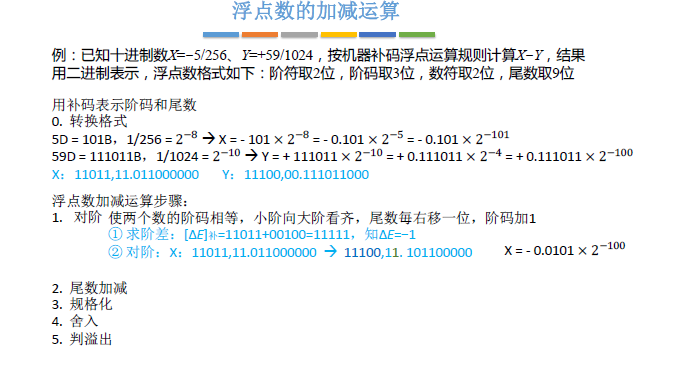 浮点数的加减运算
例：已知十进制数X=−5/256、Y=+59/1024，按机器补码浮点运算规则计算X−Y，结果
用二进制表示，浮点数格式如下：阶符取2位，阶码取3位，数符取2位，尾数取9位
用补码表示阶码和尾数
0. 转换格式
5D = 101B，1/256 = 2⁻⁸ → X = - 101 × 2⁻⁸ = - 0.101 × 2⁻⁵ = - 0.101 × 2⁻¹⁰¹
59D = 111011B，1/1024 = 2⁻¹⁰ → Y = + 111011 × 2⁻¹⁰ = + 0.111011 × 2⁻⁴ = + 0.111011 × 2⁻¹⁰⁰
X：11011,11.011000000 Y：11100,00.111011000
浮点数加减运算步骤：
1. 对阶 使两个数的阶码相等，小阶向大阶看齐，尾数每右移一位，阶码加1
① 求阶差：[ΔE]补=11011+00100=11111，知ΔE=−1
② 对阶：X：11011,11.011000000 → 11100,11. 101100000 X = - 0.0101 × 2⁻¹⁰⁰
2. 尾数加减
3. 规格化
4. 舍入
5. 判溢出